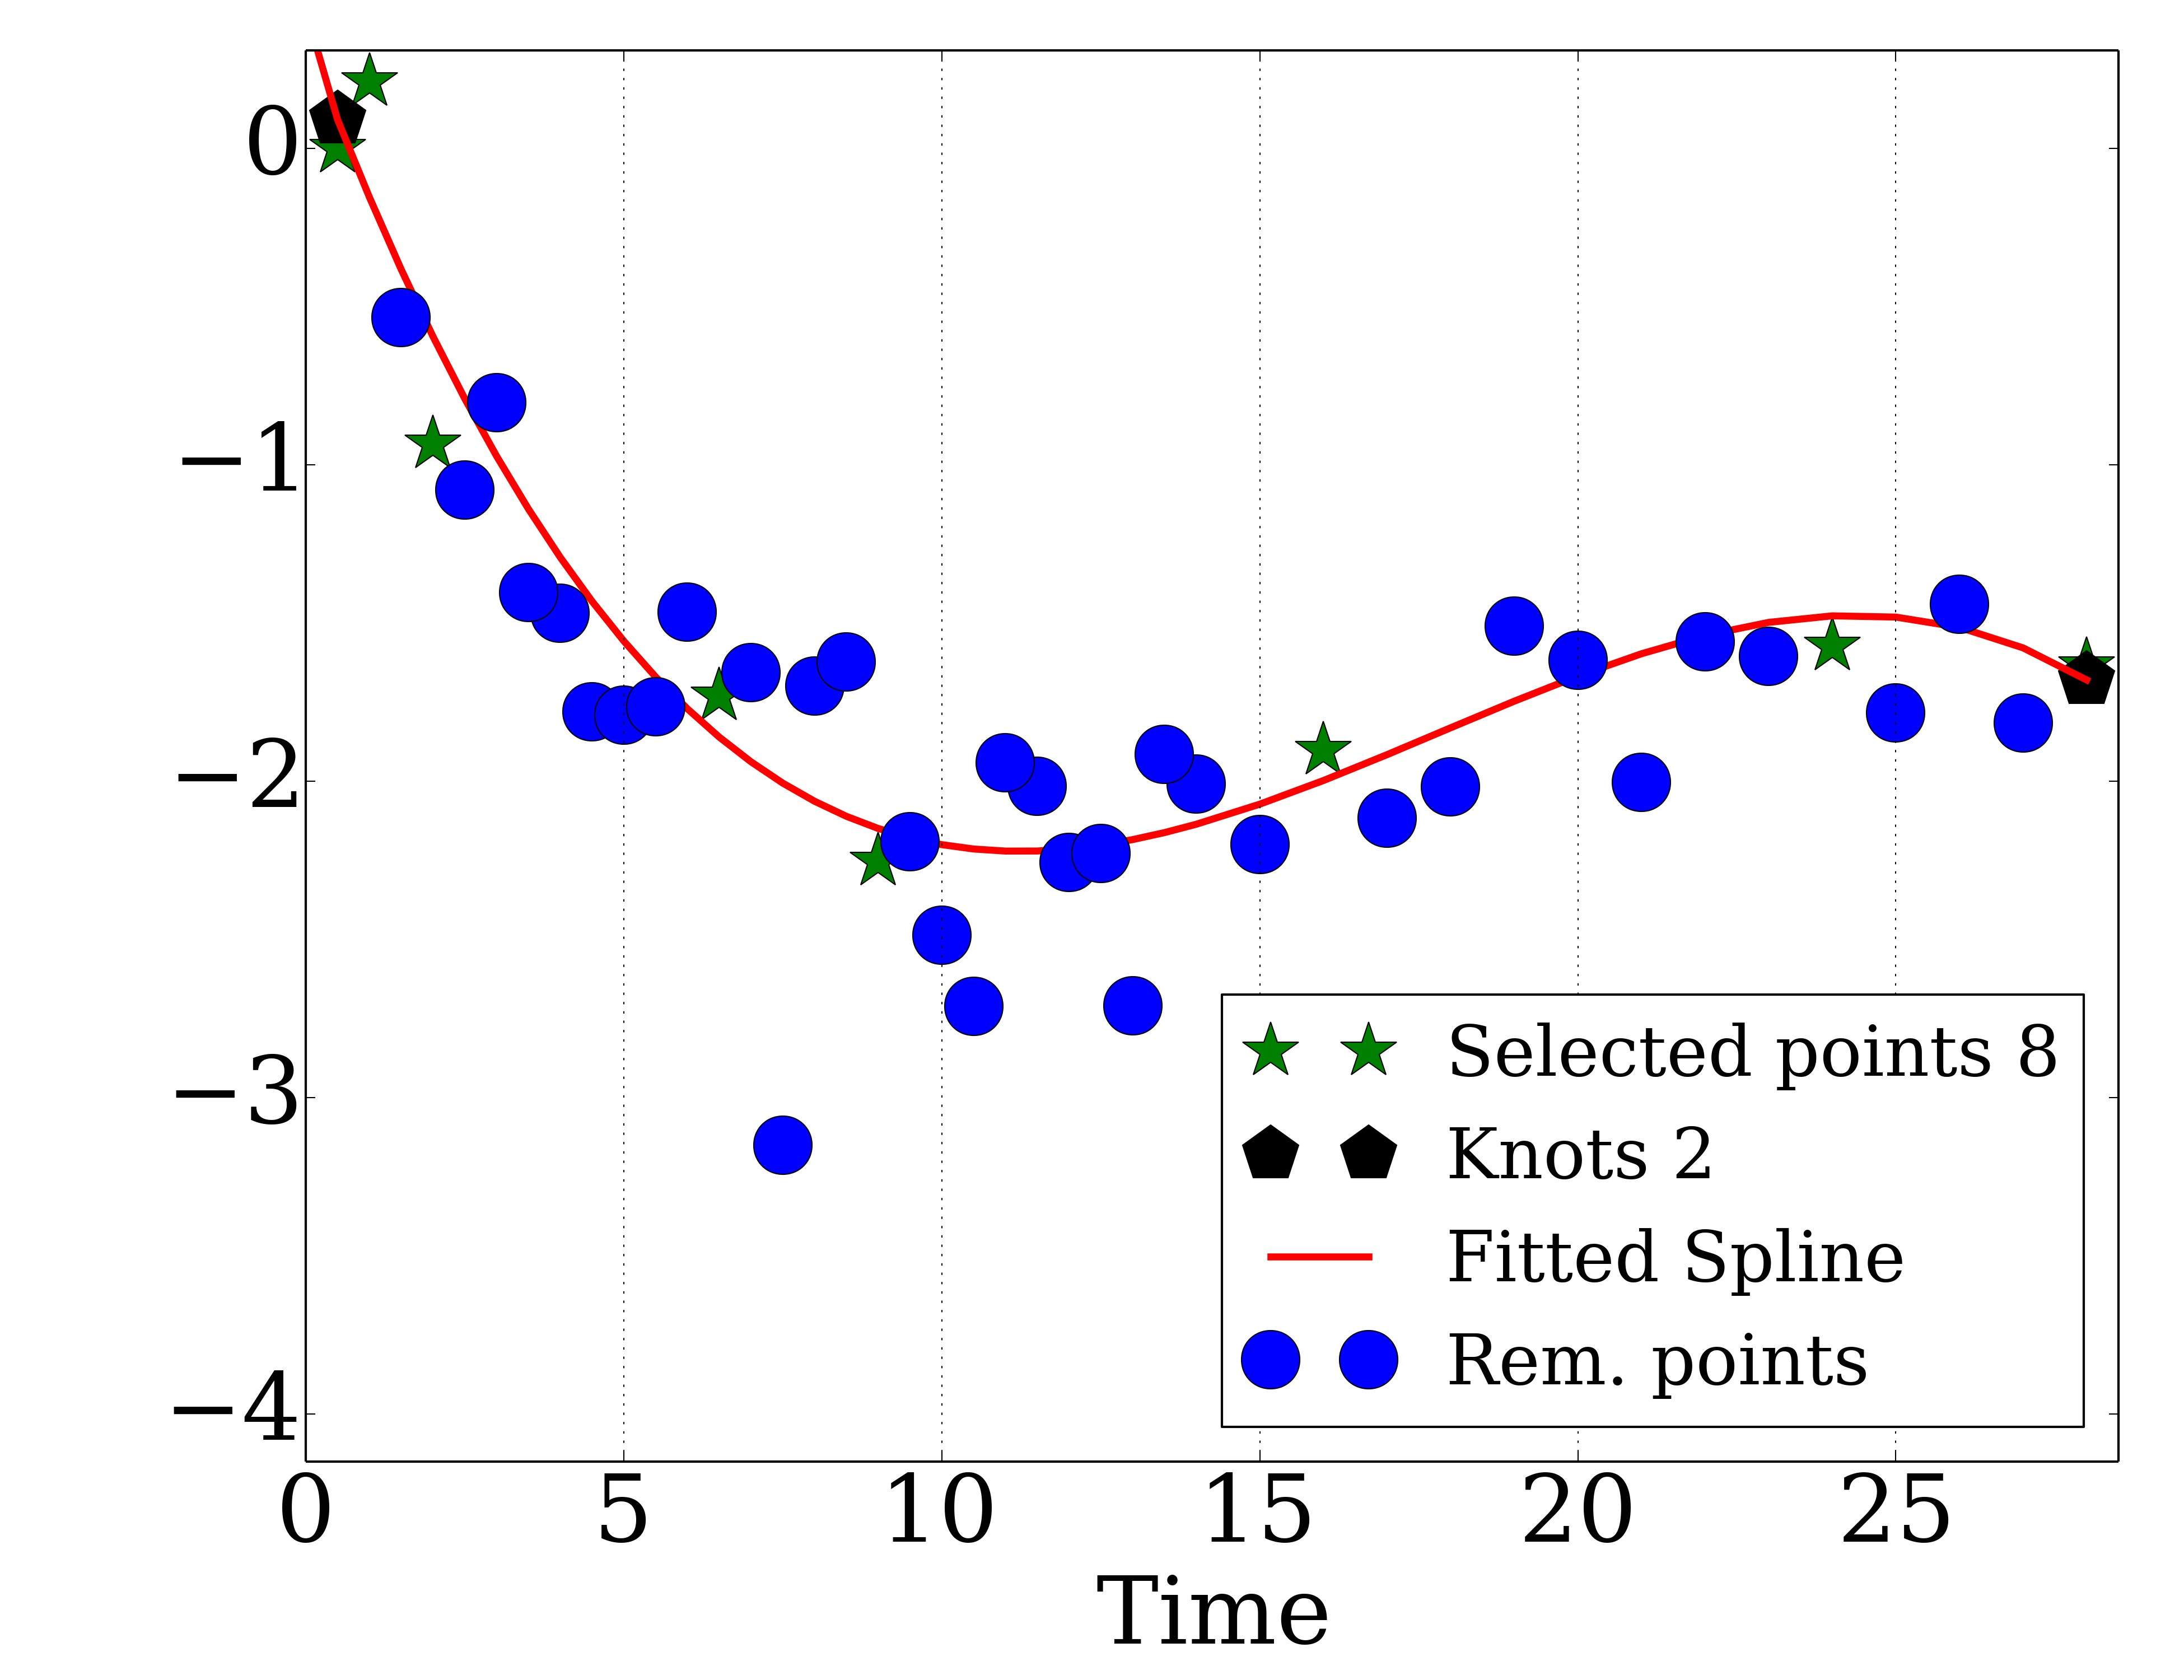 0
−1
−2
−3
−4
0 5 10 15 20 25
Time
Selected points 8
Knots 2
Fitted Spline
Rem. points